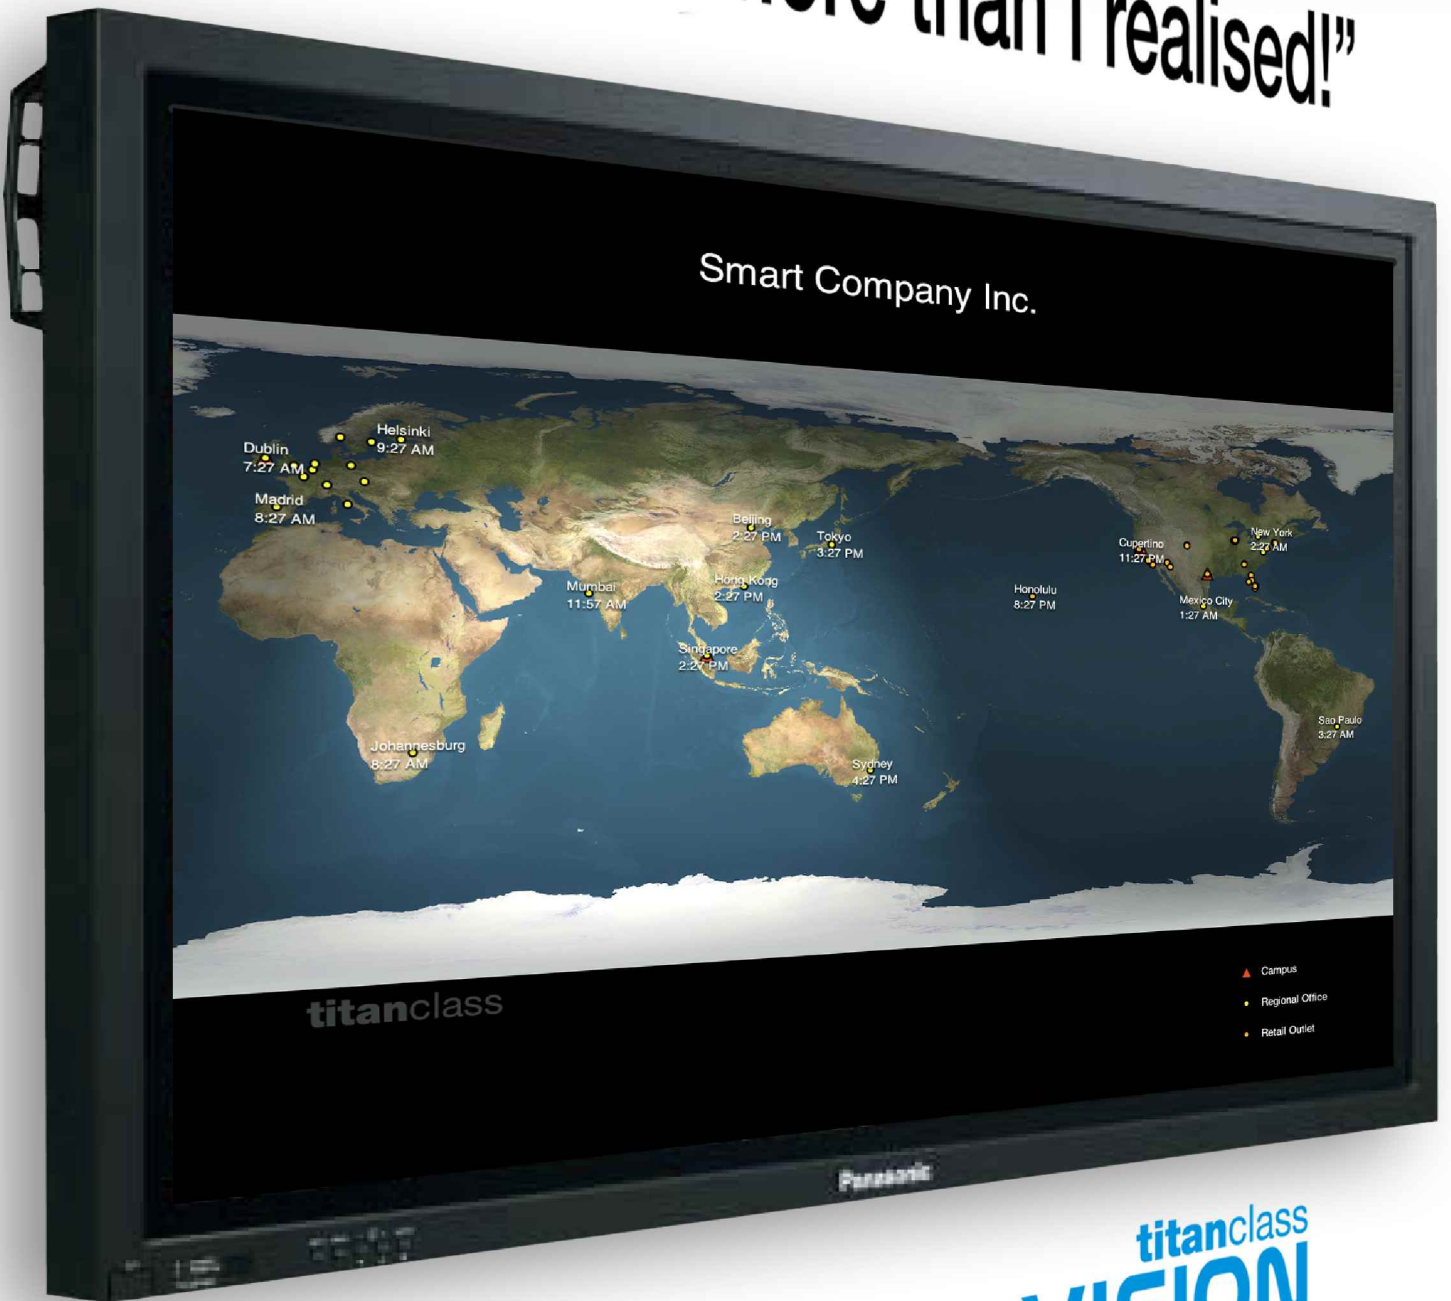 than I realised!”
Smart Company Inc.
Helsinki
9:27 AM
Dublin
7:27 AM
Madrid
8:27 AM
Beijing
2:27 PM
Tokyo
3:27 PM
Cupertino
11:27 PM
New York
2:27 AM
Mumbai
11:57 AM
Hong Kong
2:27 PM
Honolulu
8:27 PM
Mexico City
1:27 AM
Singapore
2:27 PM
Sao Paulo
3:27 AM
Johannesburg
8:27 AM
Sydney
4:27 PM
Campus
Regional Office
Retail Outlet
titanclass
Panasonic
titanclass
VISION